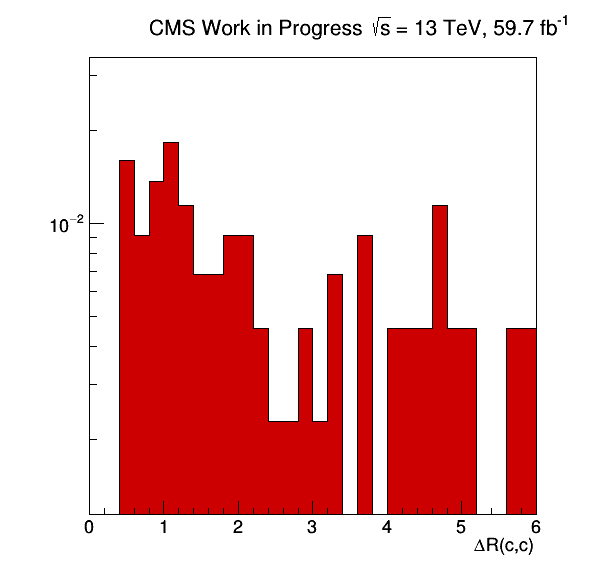 CMS Work in Progress √s = 13 TeV, 59.7 fb⁻¹
10⁻²
0 1 2 3 4 5 6
ΔR(c,c)